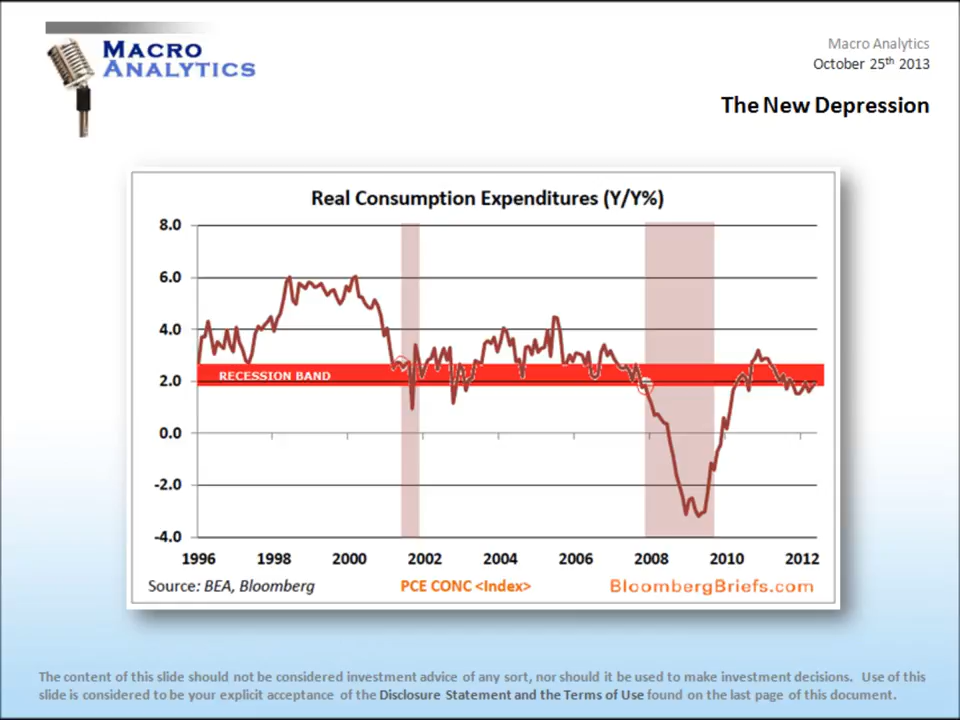 MACRO
ANALYTICS
Macro Analytics
October 25th 2013
The New Depression
Real Consumption Expenditures (Y/Y%)
8.0
6.0
4.0
2.0
0.0
-2.0
-4.0
RECESSION BAND
1996 1998 2000 2002 2004 2006 2008 2010 2012
Source: BEA, Bloomberg PCE CONC <Index> BloombergBriefs.com
The content of this slide should not be considered investment advice of any sort, nor should it be used to make investment decisions. Use of this
slide is considered to be your explicit acceptance of the Disclosure Statement and the Terms of Use found on the last page of this document.